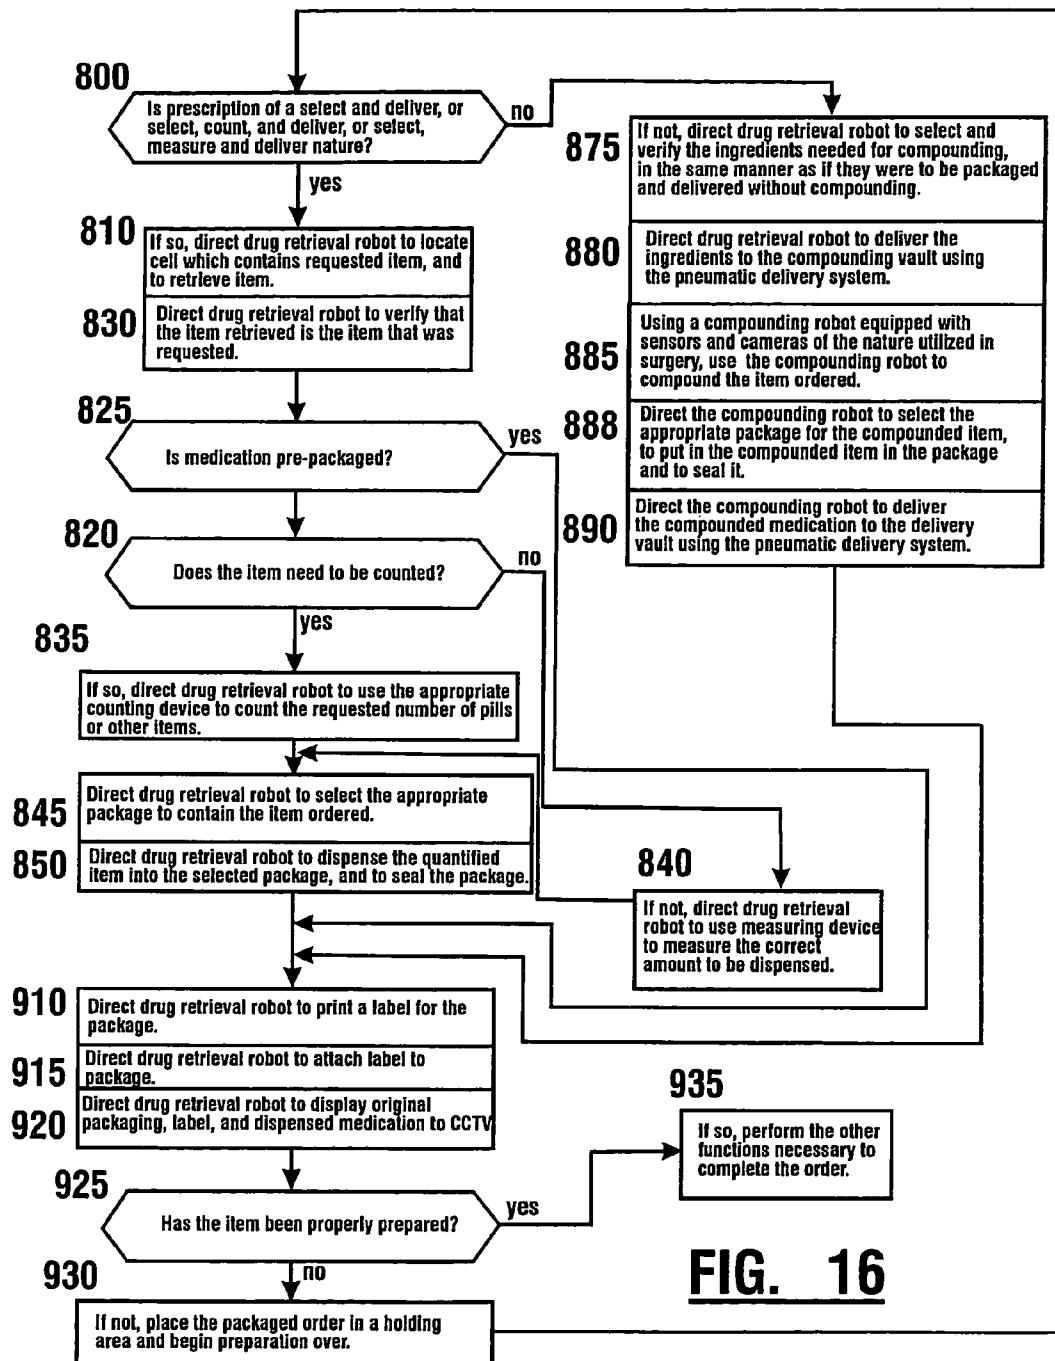 800
Is prescription of a select and deliver, or
select, count, and deliver, or select,
measure and deliver nature?
no
yes
875
If not, direct drug retrieval robot to select and
verify the ingredients needed for compounding,
in the same manner as if they were to be packaged
and delivered without compounding.
810
If so, direct drug retrieval robot to locate
cell which contains requested item, and
to retrieve item.
880
Direct drug retrieval robot to deliver the
ingredients to the compounding vault using
the pneumatic delivery system.
830
Direct drug retrieval robot to verify that
the item retrieved is the item that was
requested.
885
Using a compounding robot equipped with
sensors and cameras of the nature utilized in
surgery, use the compounding robot to
compound the item ordered.
825
Is medication pre-packaged?
yes
888
Direct the compounding robot to select the
appropriate package for the compounded item,
to put in the compounded item in the package
and to seal it.
890
Direct the compounding robot to deliver
the compounded medication to the delivery
vault using the pneumatic delivery system.
820
Does the item need to be counted?
no
yes
835
If so, direct drug retrieval robot to use the appropriate
counting device to count the requested number of pills
or other items.
845
Direct drug retrieval robot to select the appropriate
package to contain the item ordered.
850
Direct drug retrieval robot to dispense the quantified
item into the selected package, and to seal the package.
840
If not, direct drug retrieval
robot to use measuring device
to measure the correct
amount to be dispensed.
910
Direct drug retrieval robot to print a label for the
package.
915
Direct drug retrieval robot to attach label to
package.
920
Direct drug retrieval robot to display original
packaging, label, and dispensed medication to CCTV
935
If so, perform the other
functions necessary to
complete the order.
925
Has the item been properly prepared?
yes
no
930
If not, place the packaged order in a holding
area and begin preparation over.
FIG. 16